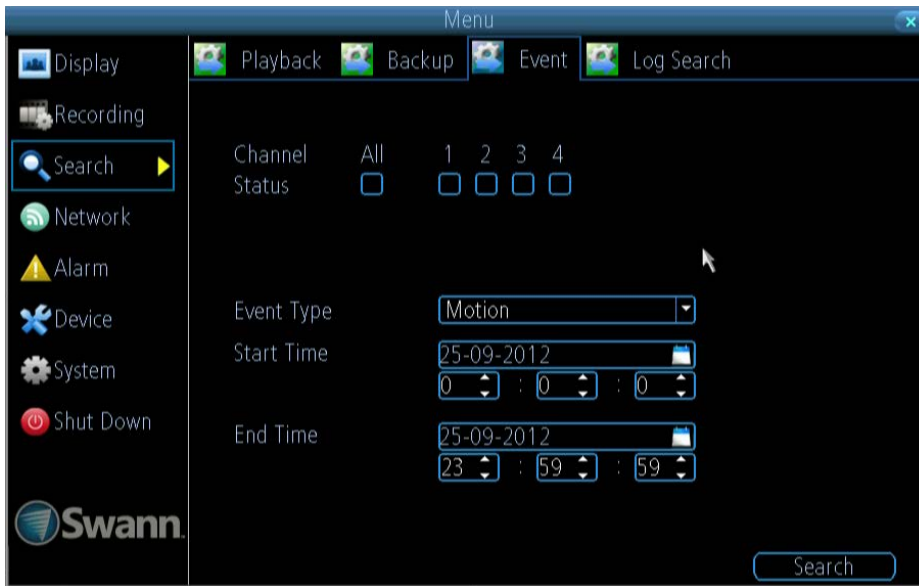 Menu
Display
Recording
Search
Network
Alarm
Device
System
Shut Down
Swann
Playback Backup Event Log Search
Channel All 1 2 3 4
Status
Event Type Motion
Start Time 25-09-2012
0 : 0 : 0
End Time 25-09-2012
23 : 59 : 59
Search